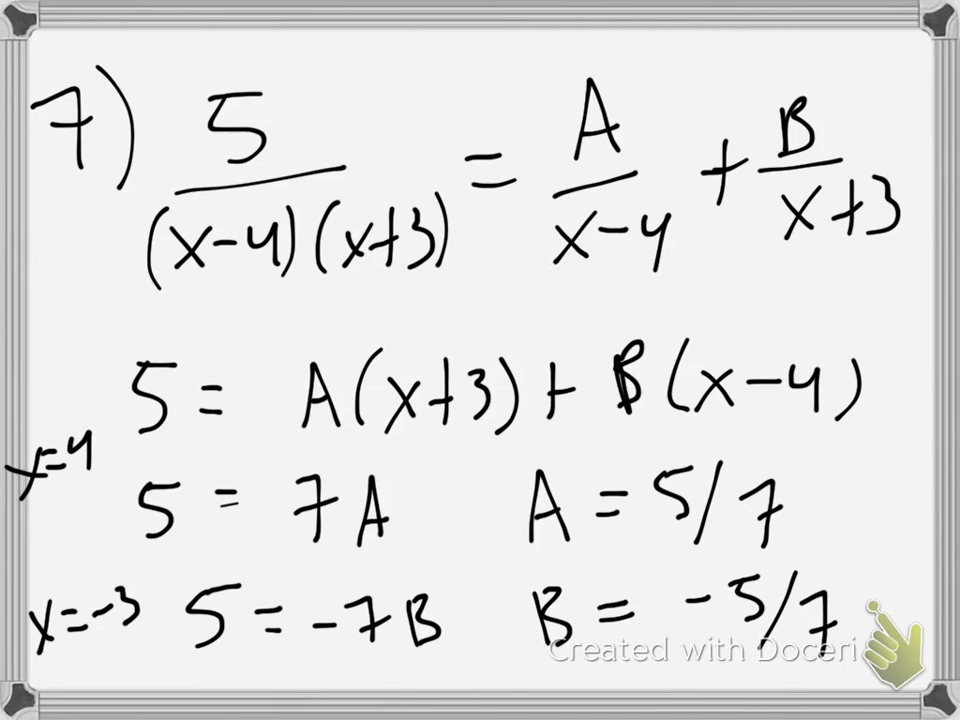 7) 5/((x-4)(x+3)) = A/(x-4) + B/(x+3)
5 = A(x+3) + B(x-4)
x=4 5 = 7A A = 5/7
x=-3 5 = -7B B = -5/7
Created with Doceri